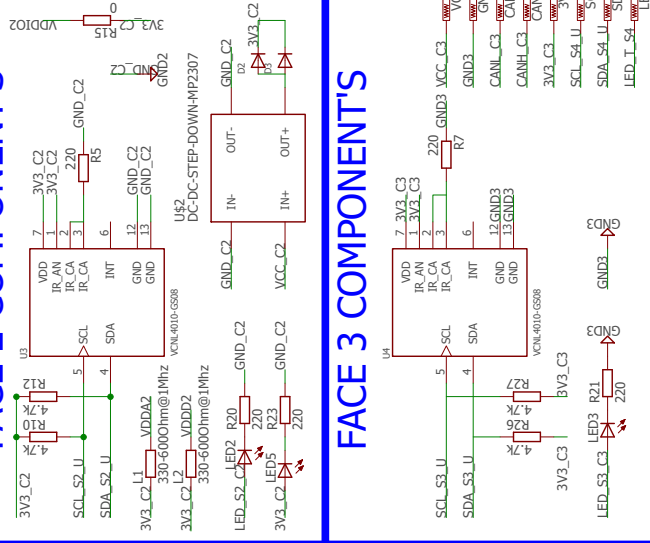 VDDIO2
0
R15
3V3_C2
GND_C2
GND2
3V3_C2
3V3_C2
GND_C2
220
R5
GND_C2
GND_C2
7
1
2
3
6
12
13
VDD
IR_AN
IR_CA
IR_CA
INT
GND
GND
SCL
SDA
U3
VCNL4010-GS08
5
4
R12
4.7k
R10
4.7k
3V3_C2
SCL_S2_U
SDA_S2_U
U$2
DC-DC-STEP-DOWN-MP2307
GND_C2
3V3_C2
D2
D3
OUT-
OUT+
IN-
IN+
GND_C2
VCC_C2
L1
330-600Ohm@1Mhz
VDDA2
3V3_C2
L2
330-600Ohm@1Mhz
VDDD2
3V3_C2
GND_C2
R20
220
LED2
LED_S2_C2
GND_C2
R23
220
LED5
3V3_C2
FACE 3 COMPONENT'S
VCC_C3
GND3
CANL_C3
CANH_C3
3V3_C3
SCL_S4_U
SDA_S4_U
LED_T_S4
GND3
220
R7
3V3_C3
3V3_C3
GND3
GND3
7
1
2
3
6
12
13
VDD
IR_AN
IR_CA
IR_CA
INT
GND
GND
SCL
SDA
U4
VCNL4010-GS08
5
4
R27
4.7k
3V3_C3
R26
4.7k
3V3_C3
SCL_S3_U
SDA_S3_U
GND3
GND3
GND3
R21
220
LED3
LED_S3_C3